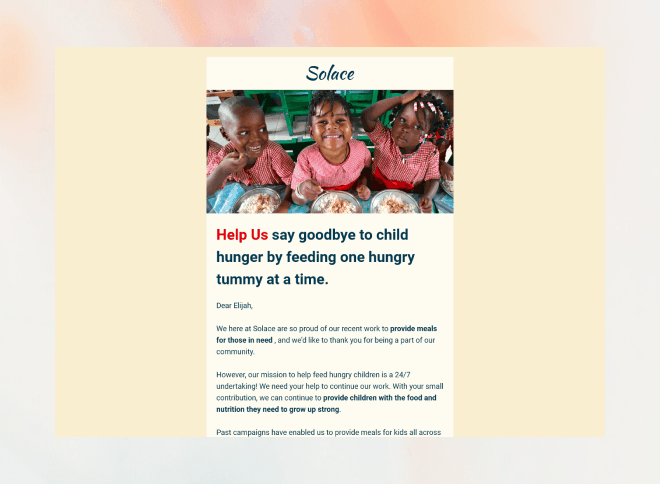 Solace
Help Us say goodbye to child
hunger by feeding one hungry
tummy at a time.
Dear Elijah,
We here at Solace are so proud of our recent work to provide meals
for those in need , and we'd like to thank you for being a part of our
community.
However, our mission to help feed hungry children is a 24/7
undertaking! We need your help to continue our work. With your small
contribution, we can continue to provide children with the food and
nutrition they need to grow up strong.
Past campaigns have enabled us to provide meals for kids all across